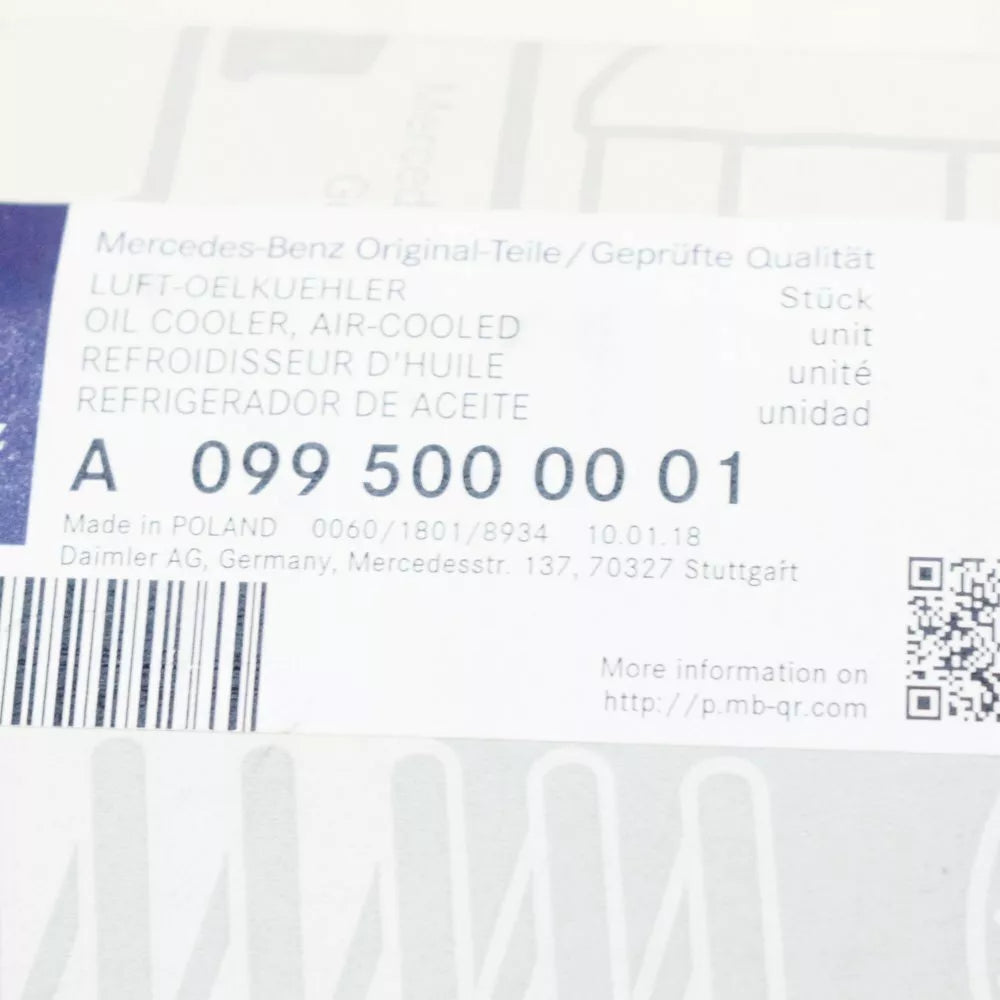 Mercedes-Benz Original-Teile/Geprüfte Qualität
LUFT-OELKUEHLER Stück
OIL COOLER, AIR-COOLED unit
REFROIDISSEUR D'HUILE unité
REFRIGERADOR DE ACEITE unidad
A 099 500 00 01
Made in POLAND 0060/1801/8934 10.01.18
Daimler AG, Germany, Mercedesstr. 137, 70327 Stuttgart
More information on
http://p.mb-qr.com